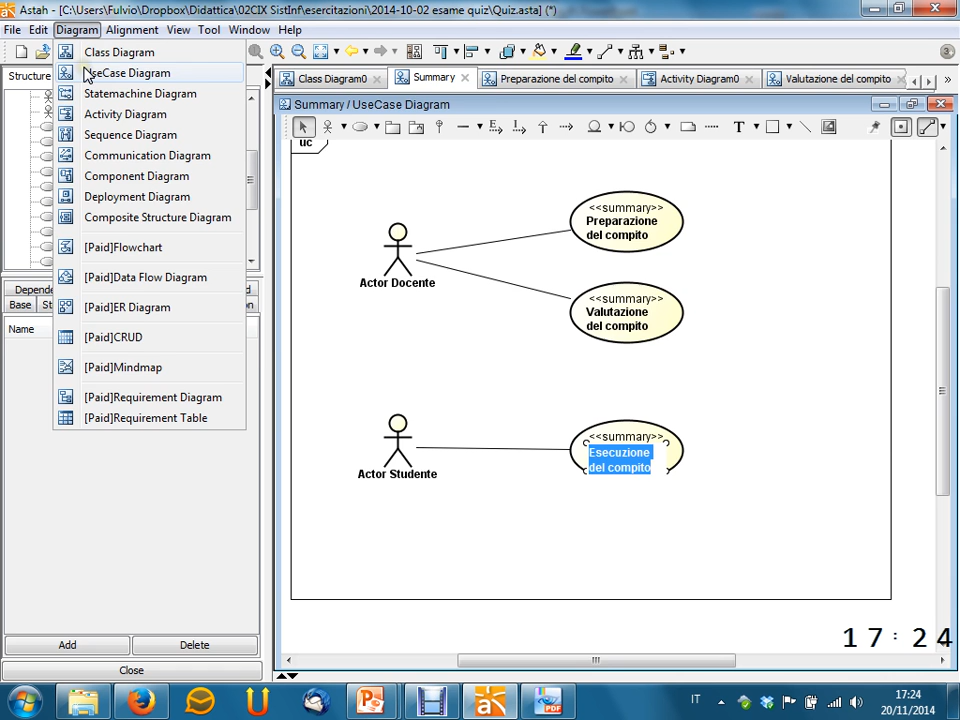 Astah - [C:\Users\Fulvio\Dropbox\Didattica\02CIX SistInf\esercitazioni\2014-10-02 esame quiz\Quiz.asta] (*)
File Edit Diagram Alignment View Tool Window Help
Structure
Class Diagram
UseCase Diagram
Statemachine Diagram
Activity Diagram
Sequence Diagram
Communication Diagram
Component Diagram
Deployment Diagram
Composite Structure Diagram
[Paid]Flowchart
[Paid]Data Flow Diagram
[Paid]ER Diagram
[Paid]CRUD
[Paid]Mindmap
[Paid]Requirement Diagram
[Paid]Requirement Table
Base
Name
Add Delete
Close
Class Diagram0 Summary Preparazione del compito Activity Diagram0 Valutazione del compito
Summary / UseCase Diagram
T
uc
<<summary>>
Preparazione
del compito
Actor Docente
<<summary>>
Valutazione
del compito
<<summary>>
Esecuzione
del compito
Actor Studente
17:24
IT
17:24
20/11/2014